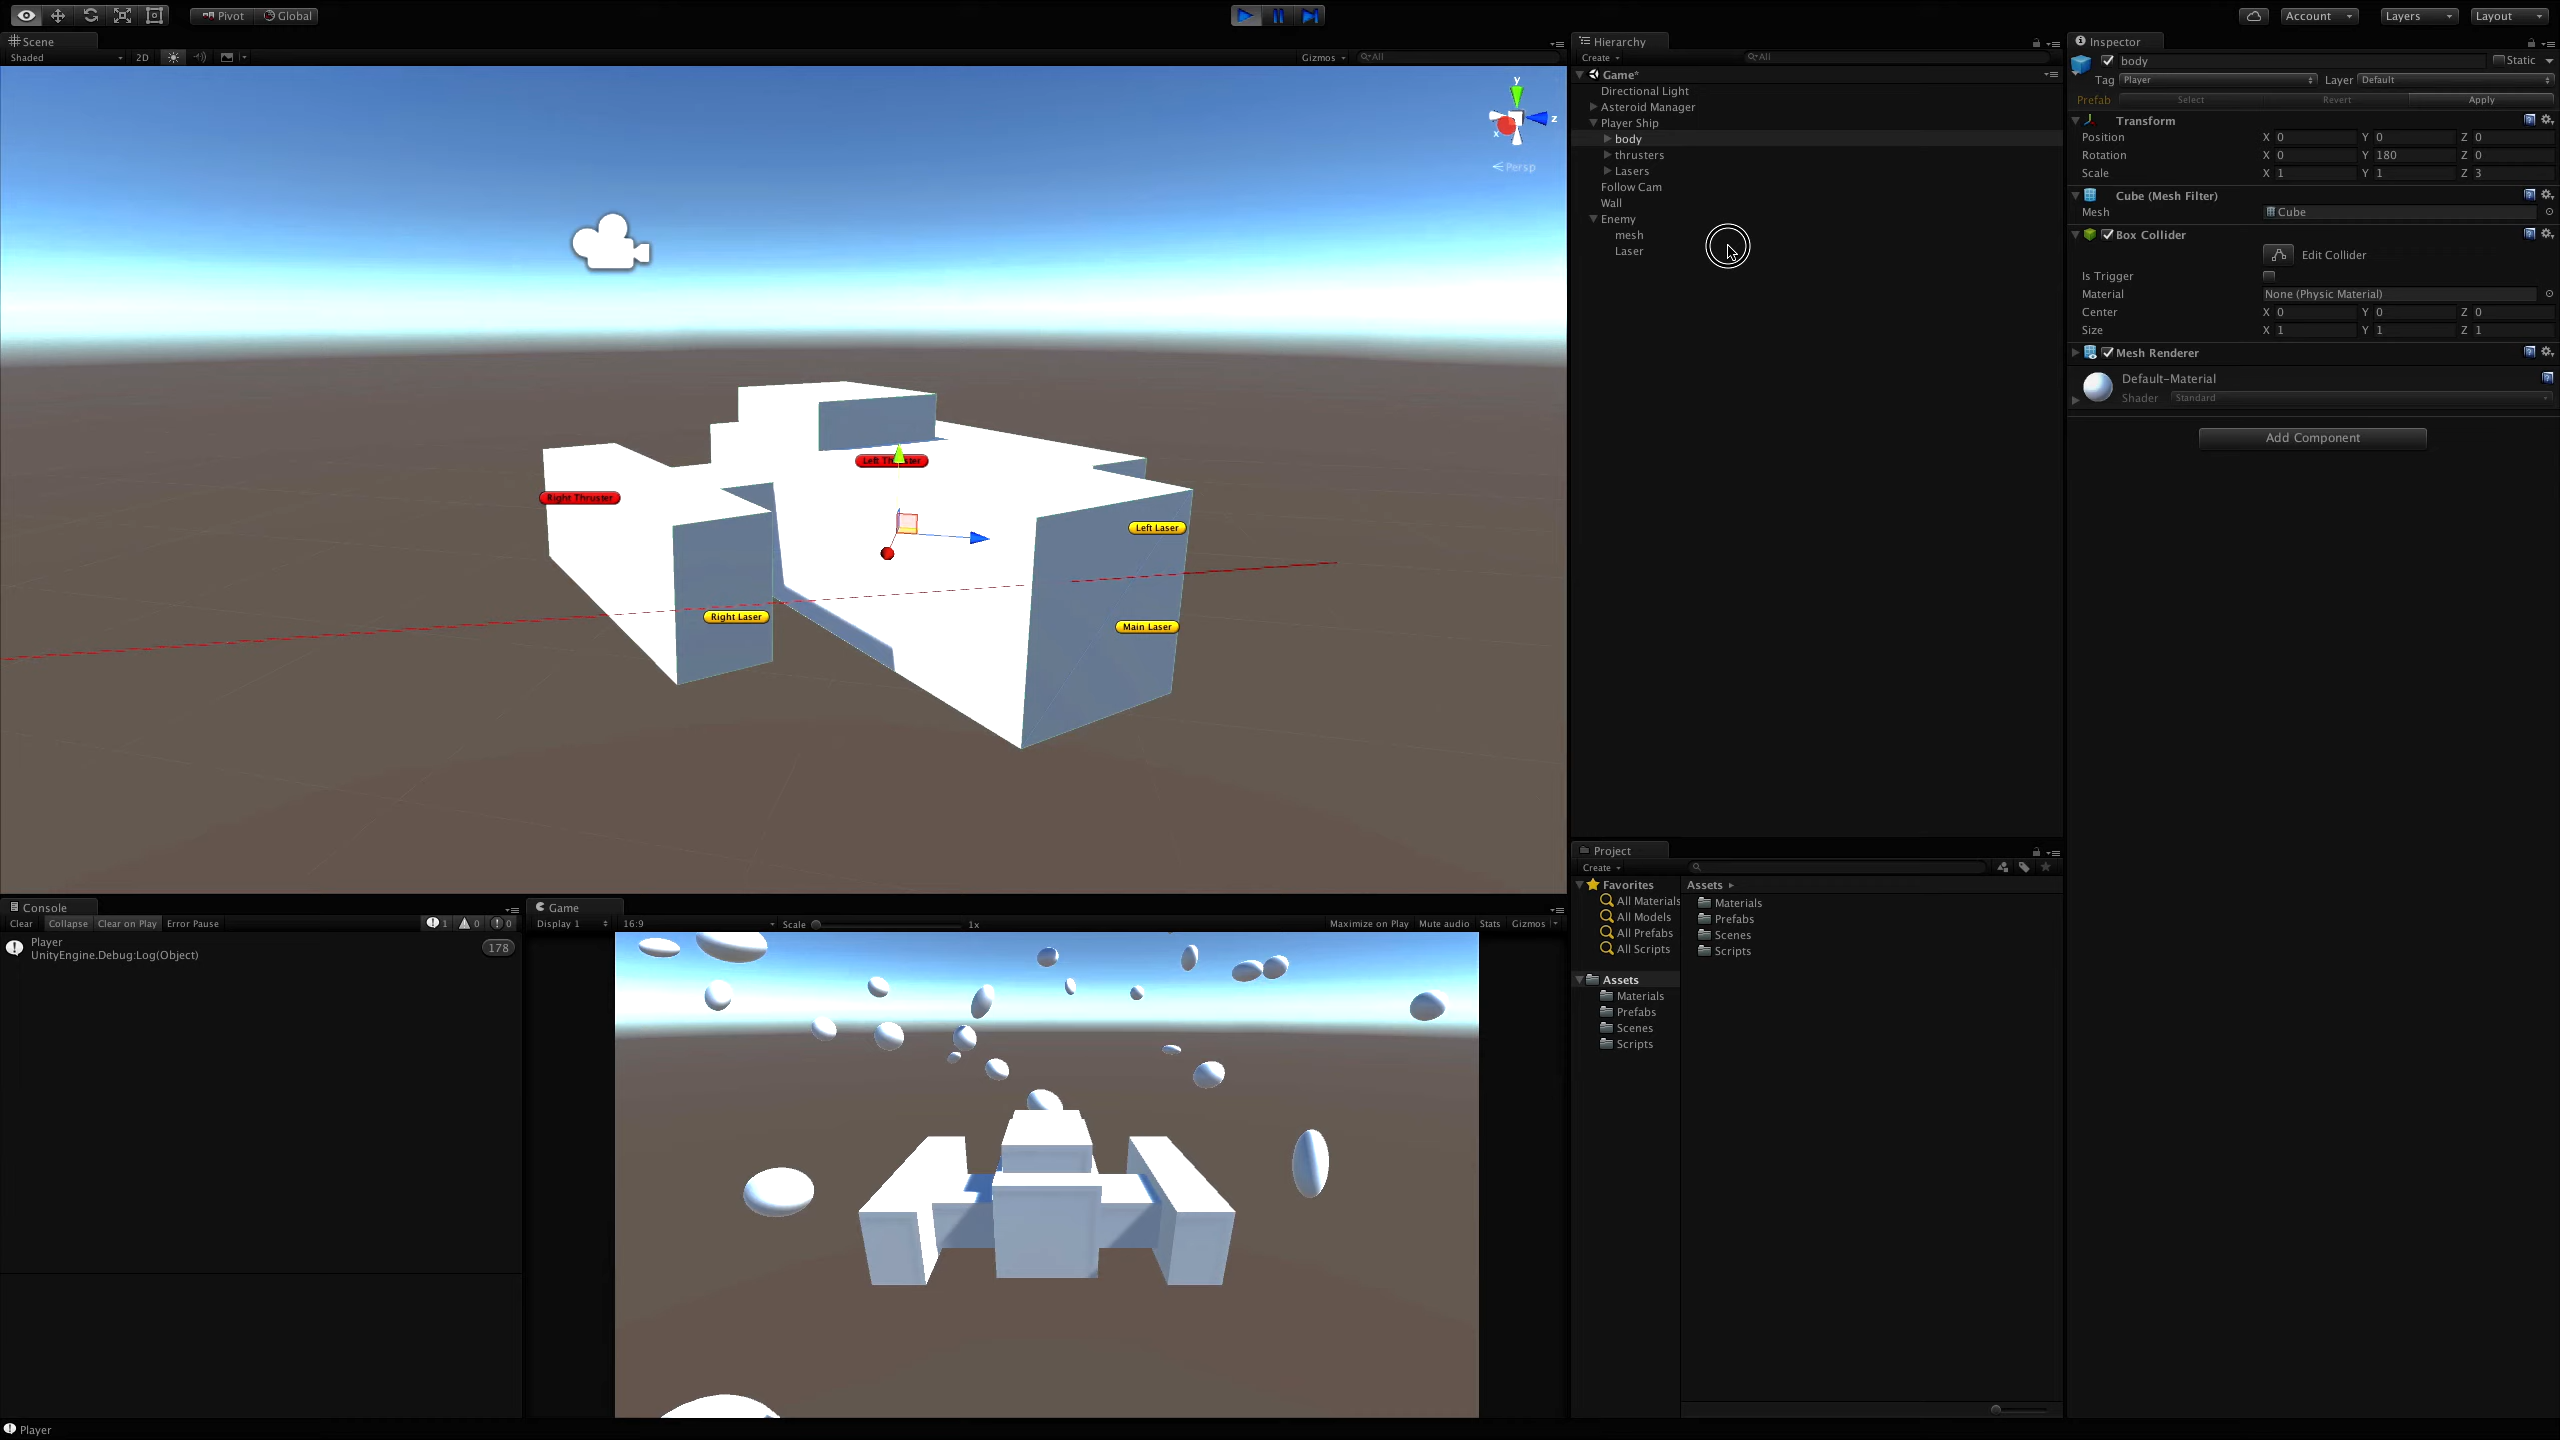 Pivot Global Account Layers Layout
Scene
Shaded 2D Gizmos All
y
z
x
Persp
Left Thruster
Right Thruster
Left Laser
Right Laser
Main Laser
Hierarchy
Create All
Game*
Directional Light
Asteroid Manager
Player Ship
body
thrusters
Lasers
Follow Cam
Wall
Enemy
mesh
Laser
Inspector
body Static
Tag Player Layer Default
Prefab Select Revert Apply
Transform
Position X 0 Y 0 Z 0
Rotation X 0 Y 180 Z 0
Scale X 1 Y 1 Z 3
Cube (Mesh Filter)
Mesh Cube
Box Collider
Edit Collider
Is Trigger
Material None (Physic Material)
Center X 0 Y 0 Z 0
Size X 1 Y 1 Z 1
Mesh Renderer
Default-Material
Shader Standard
Add Component
Console
Clear Collapse Clear on Play Error Pause 1 0 0
Player
UnityEngine.Debug:Log(Object)
178
Game
Display 1 16:9 Scale 1x Maximize on Play Mute audio Stats Gizmos
Project
Create
Favorites
All Materials
All Models
All Prefabs
All Scripts
Assets
Materials
Prefabs
Scenes
Scripts
Assets
Materials
Prefabs
Scenes
Scripts
Player